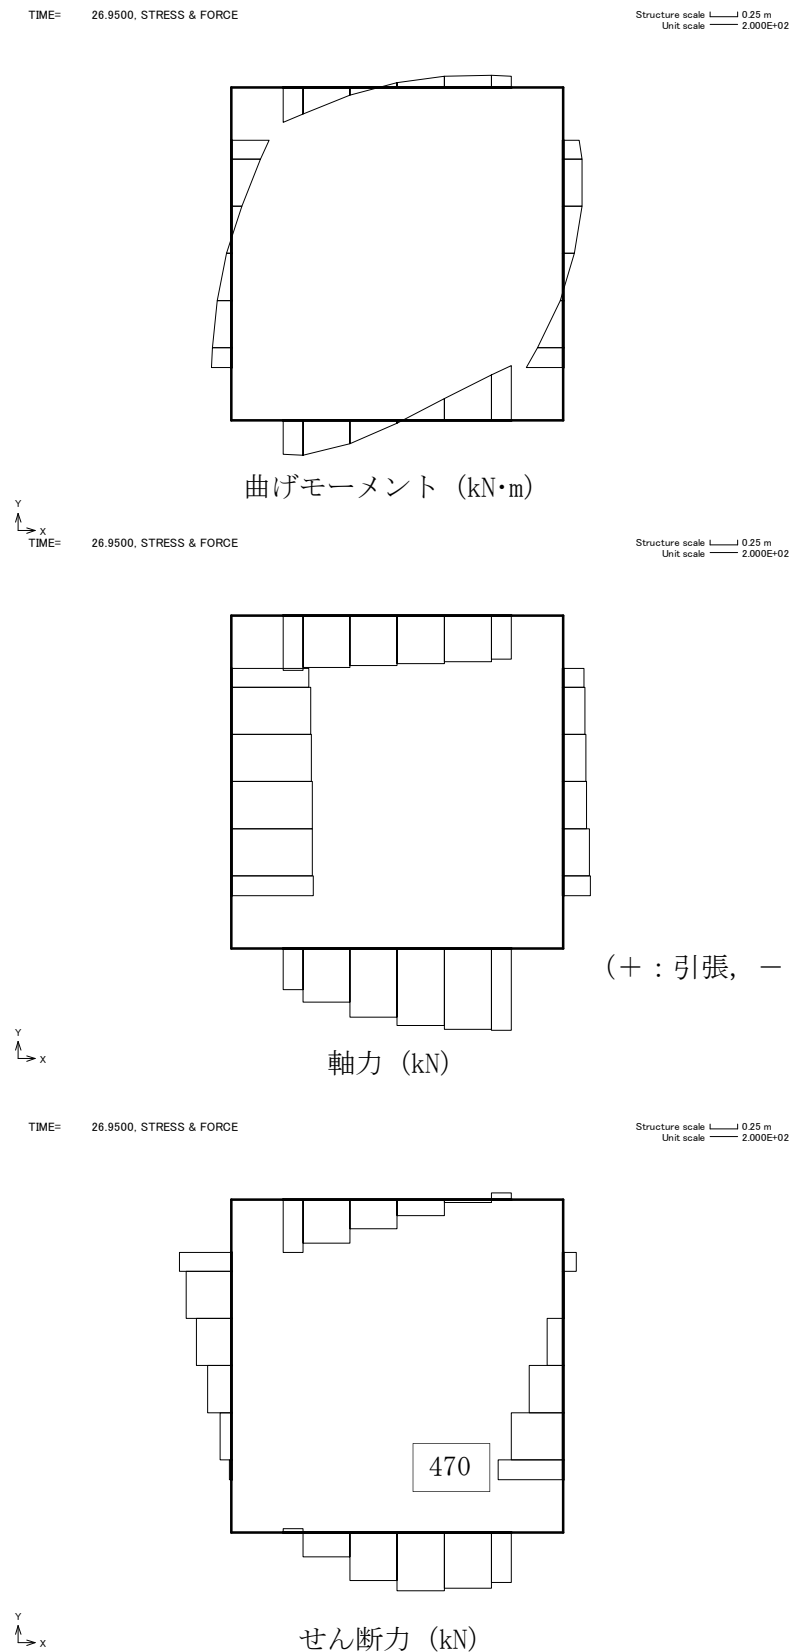 TIME= 26.9500, STRESS & FORCE
Structure scale 0.25 m
Unit scale 2.000E+02
曲げモーメント (kN･m)
Y
X
TIME= 26.9500, STRESS & FORCE
Structure scale 0.25 m
Unit scale 2.000E+02
(＋：引張, －
Y
X
軸力 (kN)
TIME= 26.9500, STRESS & FORCE
Structure scale 0.25 m
Unit scale 2.000E+02
470
Y
X
せん断力 (kN)